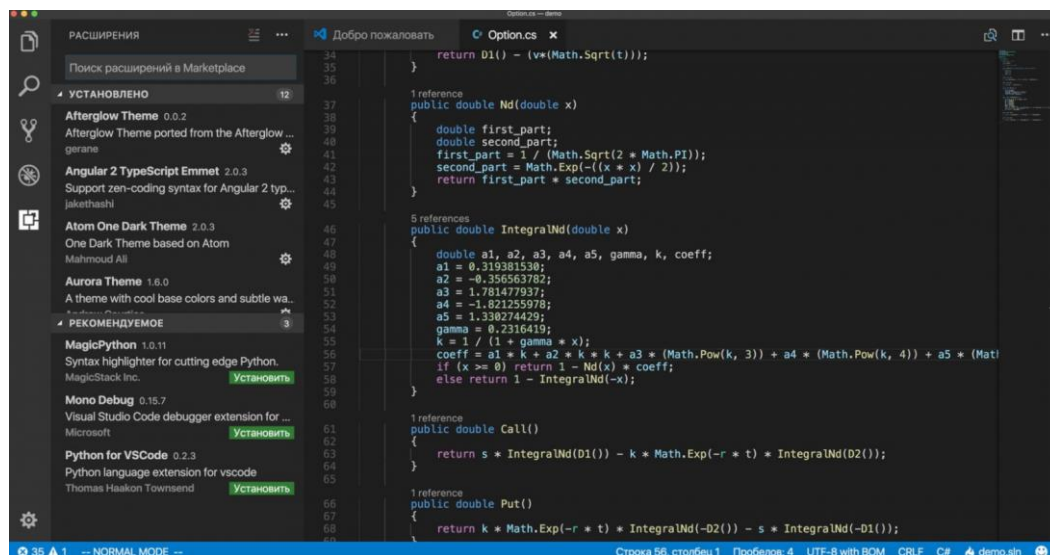 Option.cs — demo
РАСШИРЕНИЯ
Поиск расширений в Marketplace
УСТАНОВЛЕНО 12
Afterglow Theme 0.0.2
Afterglow Theme ported from the Afterglow ...
gerane
Angular 2 TypeScript Emmet 2.0.3
Support zen-coding syntax for Angular 2 typ...
jakethashi
Atom One Dark Theme 2.0.3
One Dark Theme based on Atom
Mahmoud Ali
Aurora Theme 1.6.0
A theme with cool base colors and subtle wa...
РЕКОМЕНДУЕМОЕ 3
MagicPython 1.0.11
Syntax highlighter for cutting edge Python.
MagicStack Inc. Установить
Mono Debug 0.15.7
Visual Studio Code debugger extension for ...
Microsoft Установить
Python for VSCode 0.2.3
Python language extension for vscode
Thomas Haakon Townsend Установить
Добро пожаловать Option.cs
34 return D1() - (v*(Math.Sqrt(t)));
35 }
36
1 reference
37 public double Nd(double x)
38 {
39 double first_part;
40 double second_part;
41 first_part = 1 / (Math.Sqrt(2 * Math.PI));
42 second_part = Math.Exp(-((x * x) / 2));
43 return first_part * second_part;
44 }
45
5 references
46 public double IntegralNd(double x)
47 {
48 double a1, a2, a3, a4, a5, gamma, k, coeff;
49 a1 = 0.319381530;
50 a2 = -0.356563782;
51 a3 = 1.781477937;
52 a4 = -1.821255978;
53 a5 = 1.330274429;
54 gamma = 0.2316419;
55 k = 1 / (1 + gamma * x);
56 coeff = a1 * k + a2 * k * k + a3 * (Math.Pow(k, 3)) + a4 * (Math.Pow(k, 4)) + a5 * (Mat
57 if (x >= 0) return 1 - Nd(x) * coeff;
58 else return 1 - IntegralNd(-x);
59 }
60
1 reference
61 public double Call()
62 {
63 return s * IntegralNd(D1()) - k * Math.Exp(-r * t) * IntegralNd(D2());
64 }
65
1 reference
66 public double Put()
67 {
68 return k * Math.Exp(-r * t) * IntegralNd(-D2()) - s * IntegralNd(-D1());
35 1 -- NORMAL MODE -- Строка 56, столбец 1 Пробелов: 4 UTF-8 with BOM CRLF C# demo.sln